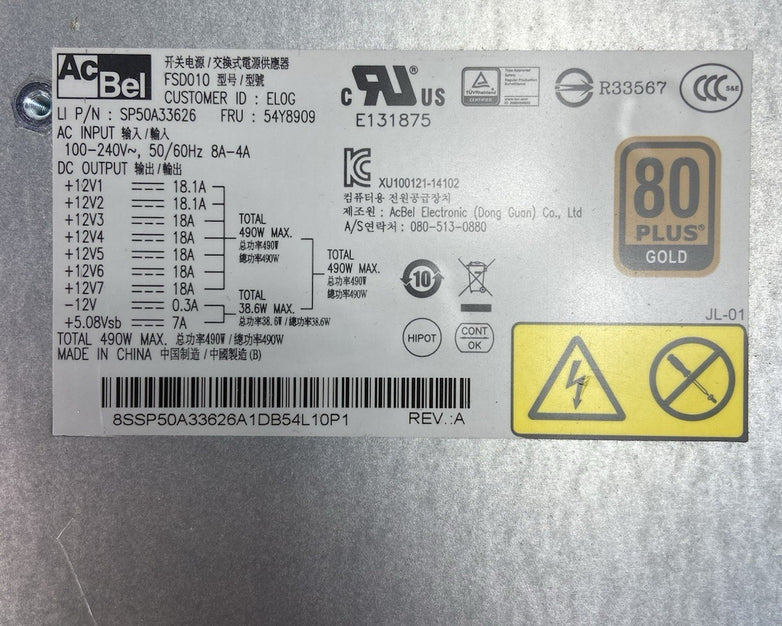 AcBel
开关电源 / 交換式電源供應器
FSD010 型号 / 型號
CUSTOMER ID : ELOG
LI P/N : SP50A33626 FRU : 54Y8909
AC INPUT 输入 / 輸入
100-240V~, 50/60Hz 8A-4A
DC OUTPUT 输出 / 輸出
+12V1 18.1A
+12V2 18.1A
+12V3 18A
+12V4 18A
+12V5 18A
+12V6 18A
+12V7 18A
-12V 0.3A
+5.08Vsb 7A
TOTAL
490W MAX.
总功率490W
總功率490W
TOTAL
38.6W MAX.
总功率38.6W / 總功率38.6W
TOTAL
490W MAX.
总功率490W
總功率490W
TOTAL 490W MAX. 总功率490W / 總功率490W
MADE IN CHINA 中国制造 / 中國製造 (B)
8SSP50A33626A1DB54L10P1 REV.:A
c RU ® US
E131875
TÜVRheinland
CERTIFIED
R33567
CCC S&E
XU100121-14102
컴퓨터용 전원공급장치
제조원 : AcBel Electronic (Dong Guan) Co., Ltd
A/S연락처 : 080-513-0880
10
HIPOT
CONT
OK
80
PLUS®
GOLD
JL-01